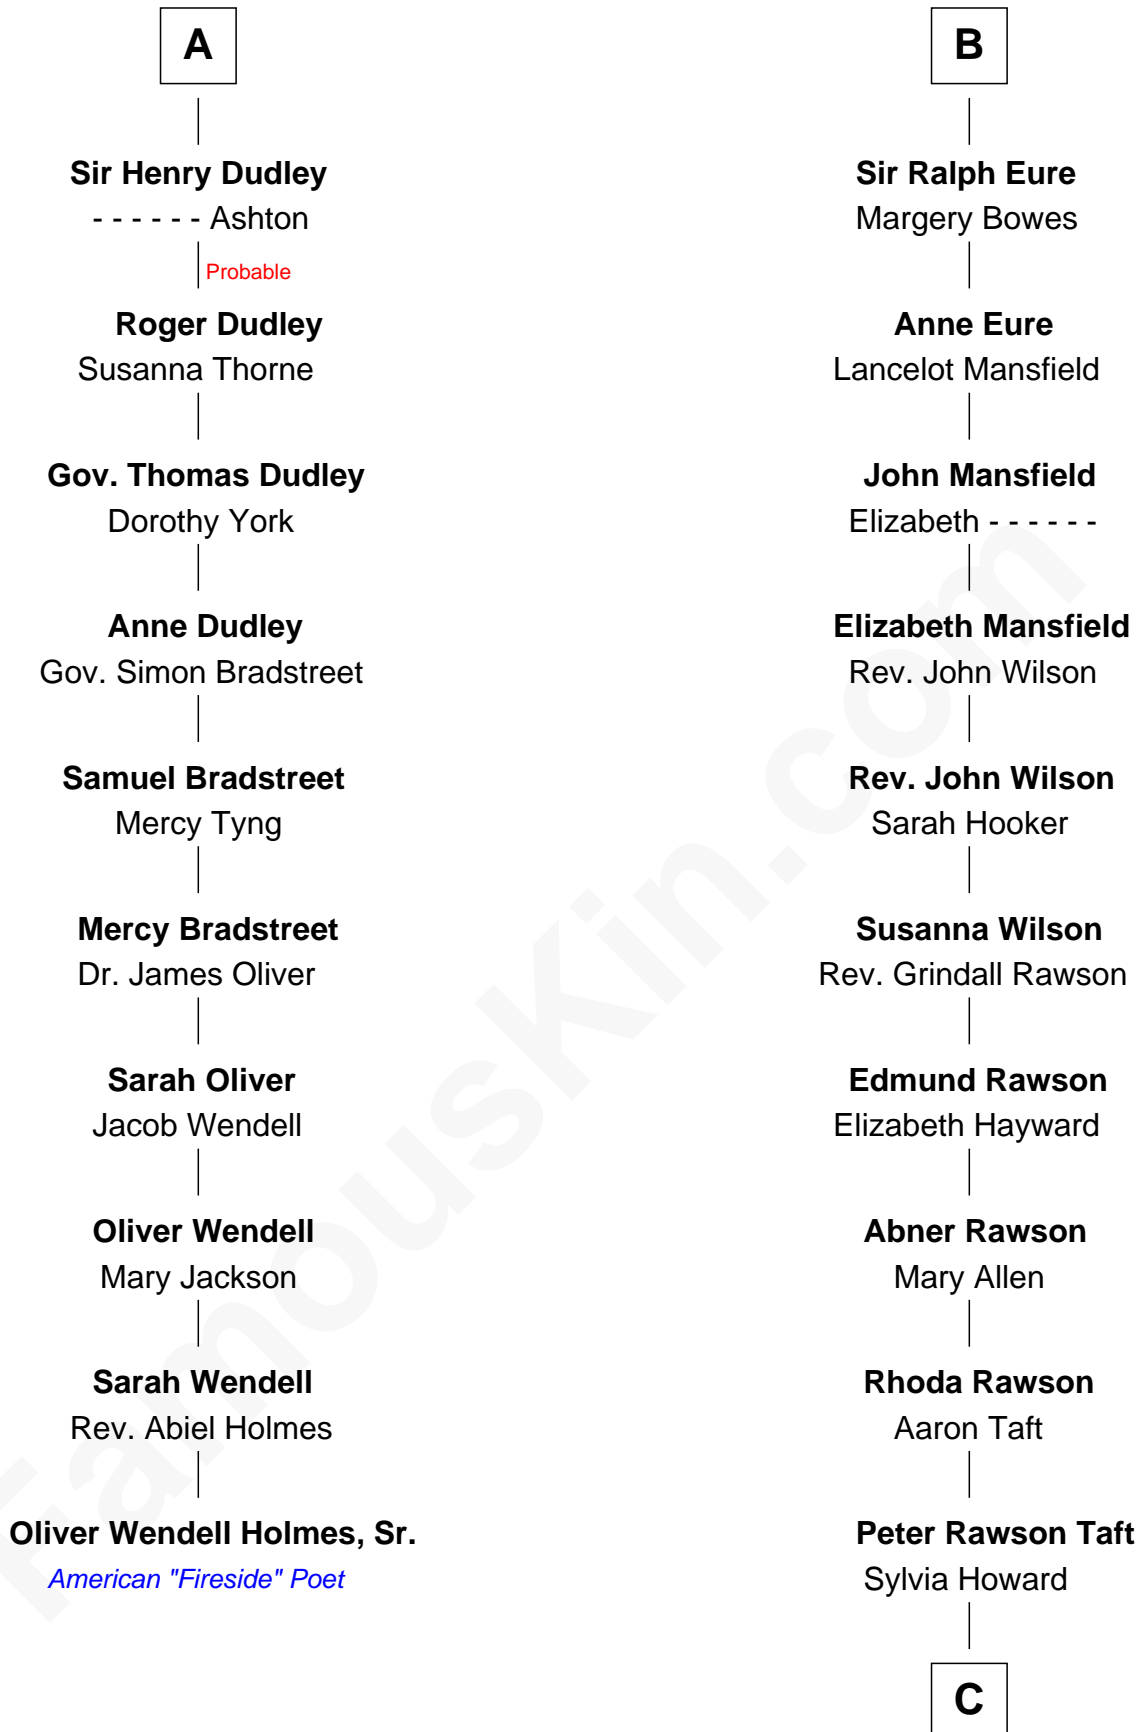 A
Sir Henry Dudley
- - - - - - Ashton
Probable
Roger Dudley
Susanna Thorne
Gov. Thomas Dudley
Dorothy York
Anne Dudley
Gov. Simon Bradstreet
Samuel Bradstreet
Mercy Tyng
Mercy Bradstreet
Dr. James Oliver
Sarah Oliver
Jacob Wendell
Oliver Wendell
Mary Jackson
Sarah Wendell
Rev. Abiel Holmes
Oliver Wendell Holmes, Sr.
American "Fireside" Poet
B
Sir Ralph Eure
Margery Bowes
Anne Eure
Lancelot Mansfield
John Mansfield
Elizabeth - - - - - -
Elizabeth Mansfield
Rev. John Wilson
Rev. John Wilson
Sarah Hooker
Susanna Wilson
Rev. Grindall Rawson
Edmund Rawson
Elizabeth Hayward
Abner Rawson
Mary Allen
Rhoda Rawson
Aaron Taft
Peter Rawson Taft
Sylvia Howard
C
FamousKin.com